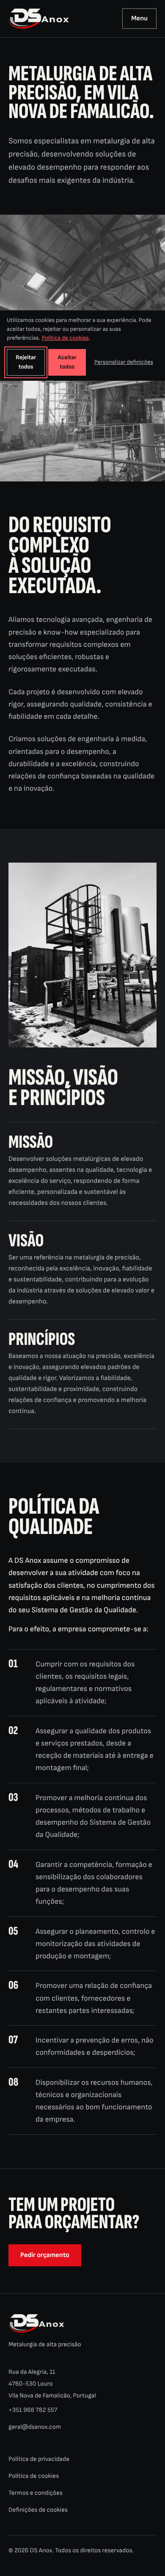 DS Anox
Menu
METALURGIA DE ALTA
PRECISÃO, EM VILA
NOVA DE FAMALICÃO.
Somos especialistas em metalurgia de alta
precisão, desenvolvendo soluções de
elevado desempenho para responder aos
desafios mais exigentes da indústria.
Utilizamos cookies para melhorar a sua experiência. Pode
aceitar todos, rejeitar ou personalizar as suas
preferências. Política de cookies.
Rejeitar
todos
Aceitar
todos
Personalizar definições
DO REQUISITO
COMPLEXO
À SOLUÇÃO
EXECUTADA.
Aliamos tecnologia avançada, engenharia de
precisão e know-how especializado para
transformar requisitos complexos em
soluções eficientes, robustas e
rigorosamente executadas.
Cada projeto é desenvolvido com elevado
rigor, assegurando qualidade, consistência e
fiabilidade em cada detalhe.
Criamos soluções de engenharia à medida,
orientadas para o desempenho, a
durabilidade e a excelência, construindo
relações de confiança baseadas na qualidade
e na inovação.
MISSÃO, VISÃO
E PRINCÍPIOS
MISSÃO
Desenvolver soluções metalúrgicas de elevado
desempenho, assentes na qualidade, tecnologia e
excelência do serviço, respondendo de forma
eficiente, personalizada e sustentável às
necessidades dos nossos clientes.
VISÃO
Ser uma referência na metalurgia de precisão,
reconhecida pela excelência, inovação, fiabilidade
e sustentabilidade, contribuindo para a evolução
da indústria através de soluções de elevado valor e
desempenho.
PRINCÍPIOS
Baseamos a nossa atuação na precisão, excelência
e inovação, assegurando elevados padrões de
qualidade e rigor. Valorizamos a fiabilidade,
sustentabilidade e proximidade, construindo
relações de confiança e promovendo a melhoria
contínua.
POLÍTICA DA
QUALIDADE
A DS Anox assume o compromisso de
desenvolver a sua atividade com foco na
satisfação dos clientes, no cumprimento dos
requisitos aplicáveis e na melhoria contínua
do seu Sistema de Gestão da Qualidade.
Para o efeito, a empresa compromete-se a:
01
Cumprir com os requisitos dos
clientes, os requisitos legais,
regulamentares e normativos
aplicáveis à atividade;
02
Assegurar a qualidade dos produtos
e serviços prestados, desde a
receção de materiais até à entrega e
montagem final;
03
Promover a melhoria contínua dos
processos, métodos de trabalho e
desempenho do Sistema de Gestão
da Qualidade;
04
Garantir a competência, formação e
sensibilização dos colaboradores
para o desempenho das suas
funções;
05
Assegurar o planeamento, controlo e
monitorização das atividades de
produção e montagem;
06
Promover uma relação de confiança
com clientes, fornecedores e
restantes partes interessadas;
07
Incentivar a prevenção de erros, não
conformidades e desperdícios;
08
Disponibilizar os recursos humanos,
técnicos e organizacionais
necessários ao bom funcionamento
da empresa.
TEM UM PROJETO
PARA ORÇAMENTAR?
Pedir orçamento
DS Anox
Metalurgia de alta precisão
Rua da Alegria, 11
4760-530 Louro
Vila Nova de Famalicão, Portugal
+351 968 782 557
geral@dsanox.com
Política de privacidade
Política de cookies
Termos e condições
Definições de cookies
© 2026 DS Anox. Todos os direitos reservados.